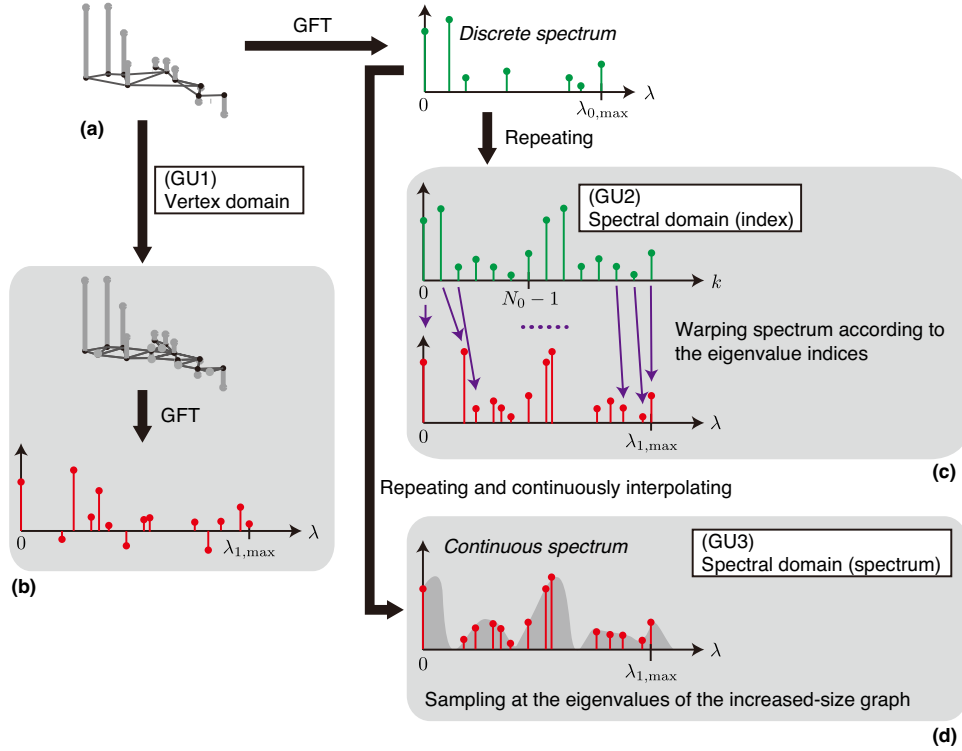 GFT
Discrete spectrum
0
λ
λ0,max
(a)
Repeating
(GU1)
Vertex domain
(GU2)
Spectral domain (index)
0
N0 − 1
k
Warping spectrum according to
the eigenvalue indices
0
λ1,max
λ
(c)
GFT
0
λ1,max
λ
(b)
Repeating and continuously interpolating
Continuous spectrum
(GU3)
Spectral domain (spectrum)
0
λ1,max
λ
Sampling at the eigenvalues of the increased-size graph
(d)